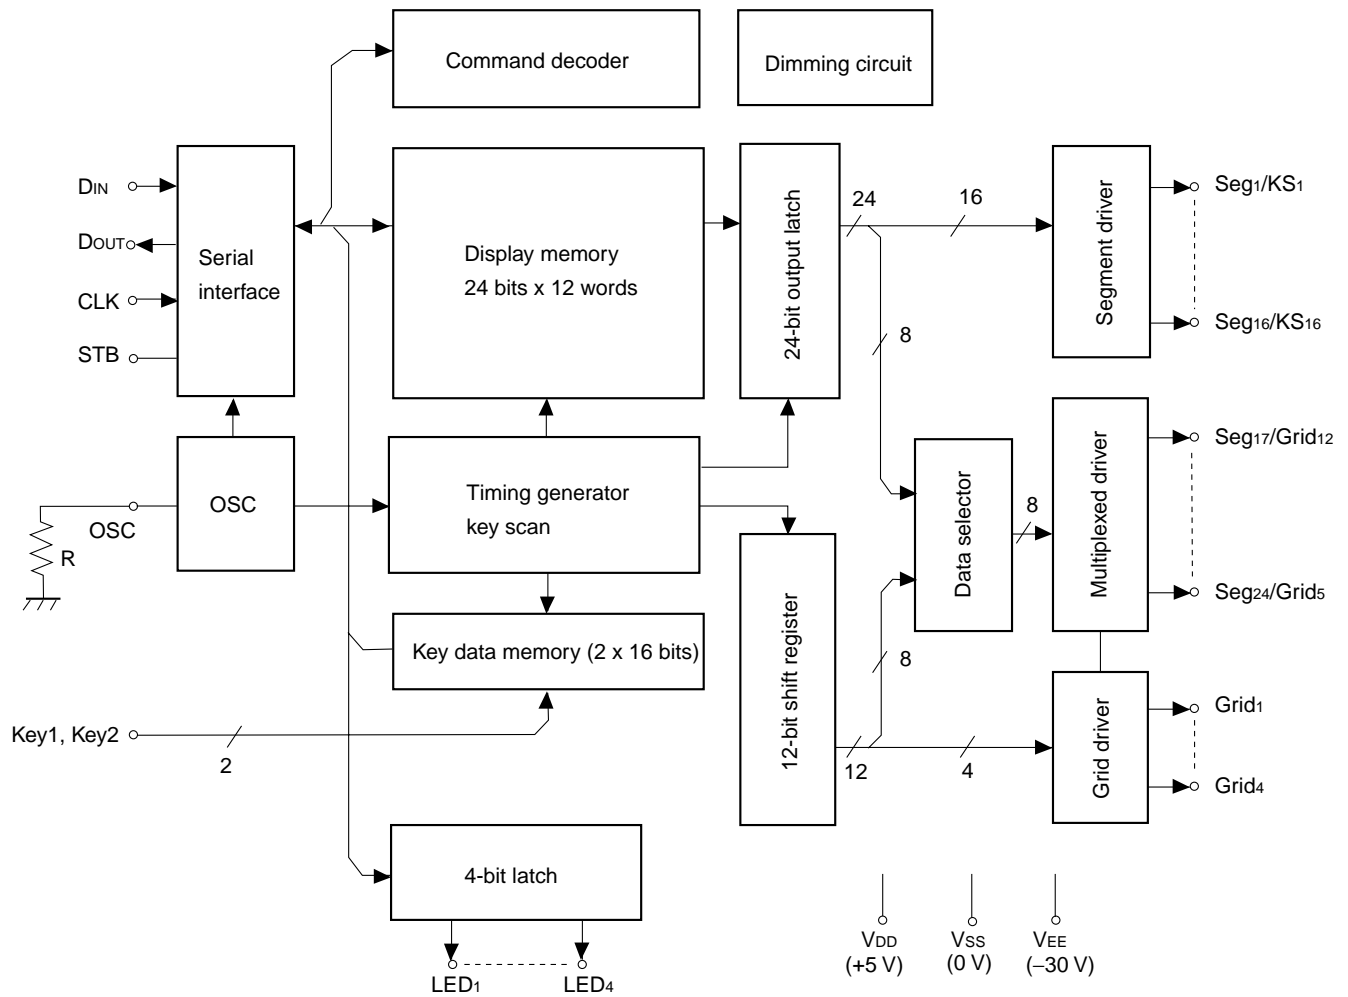 Command decoder
Dimming circuit
DIN
DOUT
CLK
STB
Serial
interface
Display memory
24 bits x 12 words
24-bit output latch
24
16
8
Segment driver
Seg1/KS1
Seg16/KS16
OSC
R
OSC
Timing generator
key scan
Data selector
8
Multiplexed driver
Seg17/Grid12
Seg24/Grid5
Key data memory (2 x 16 bits)
Key1, Key2
2
12-bit shift register
8
12
4
Grid driver
Grid1
Grid4
4-bit latch
LED1
LED4
VDD
(+5 V)
VSS
(0 V)
VEE
(–30 V)